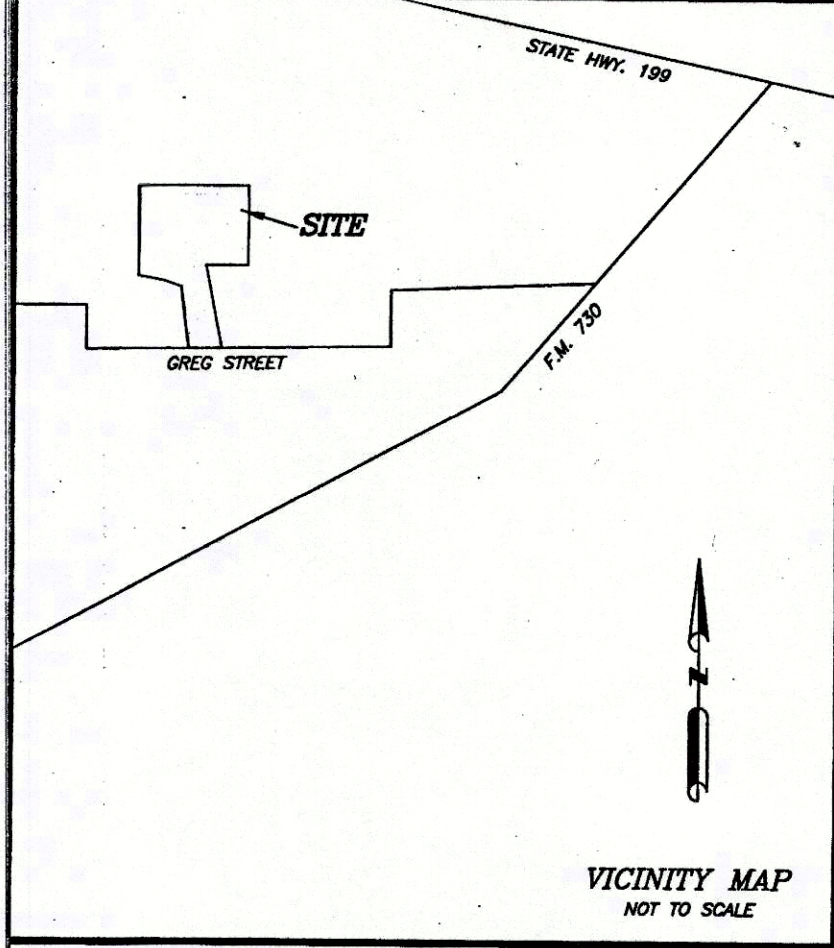 STATE HWY. 199
SITE
F.M. 730
GREG STREET
N
VICINITY MAP
NOT TO SCALE